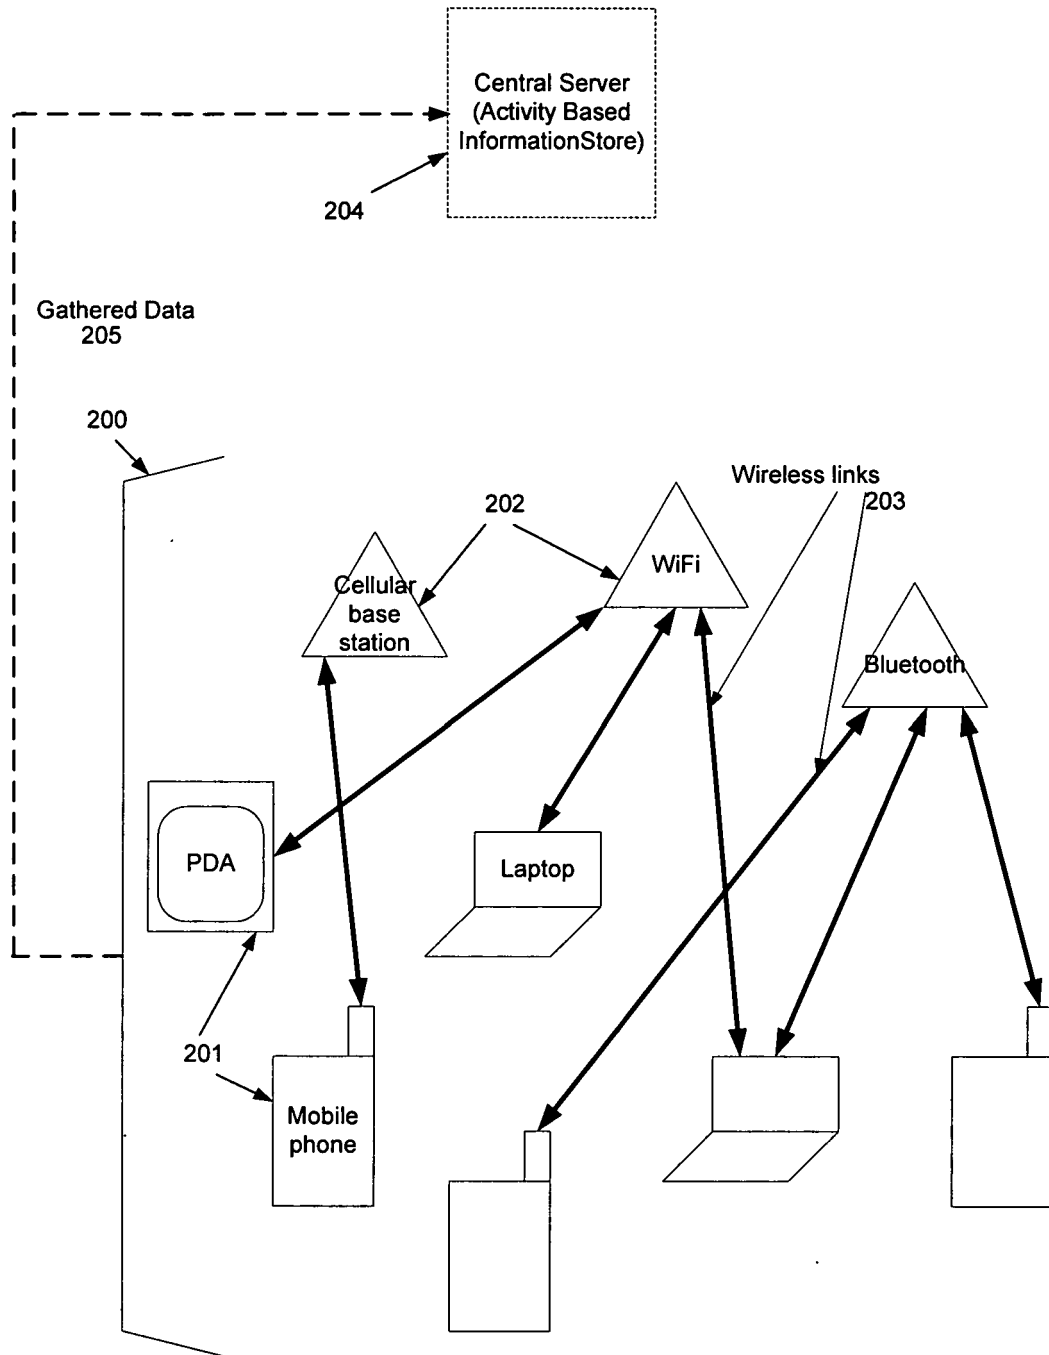 Central Server
(Activity Based
InformationStore)
204
Gathered Data
205
200
Wireless links
203
202
WiFi
Cellular
base
station
Bluetooth
PDA
Laptop
201
Mobile
phone